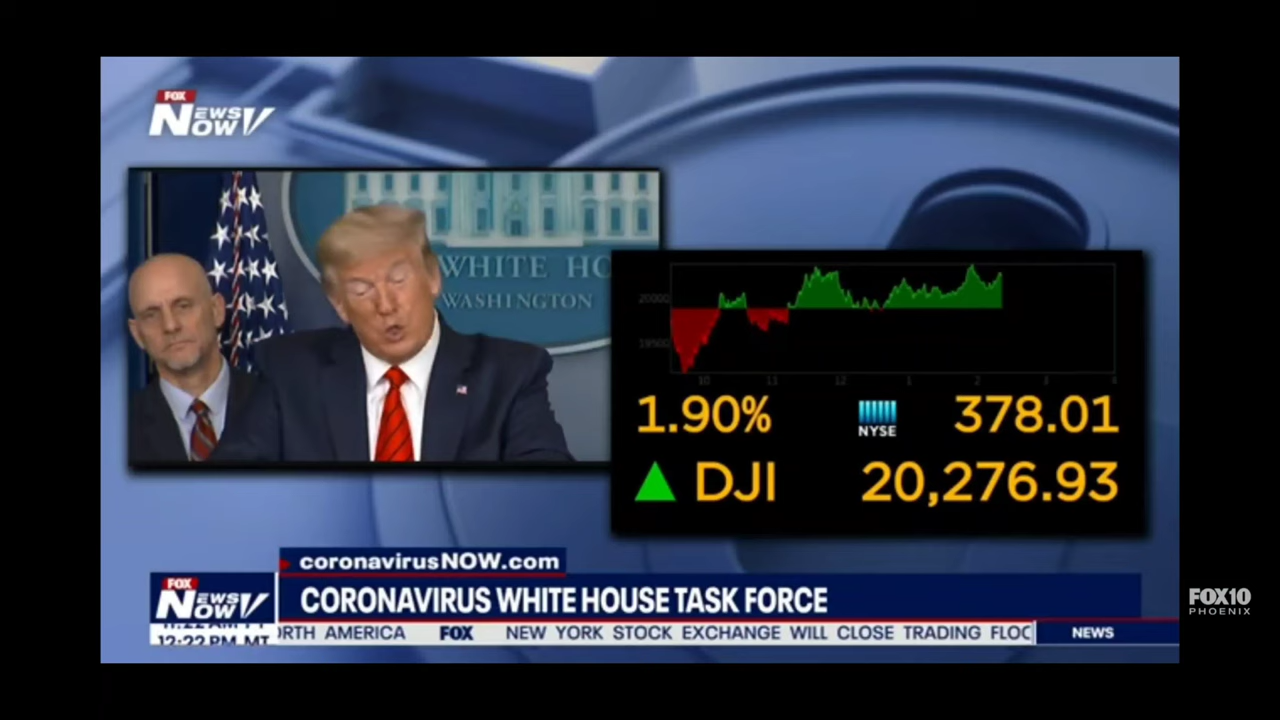 FOX
NEWS
NOW
WHITE HO
WASHINGTON
20000
19500
10 11 12 1 2 3 4
1.90%
NYSE
378.01
DJI
20,276.93
coronavirusNOW.com
FOX
NEWS
NOW
CORONAVIRUS WHITE HOUSE TASK FORCE
FOX10
PHOENIX
12:22 PM MT
ORTH AMERICA FOX NEW YORK STOCK EXCHANGE WILL CLOSE TRADING FLOO
NEWS